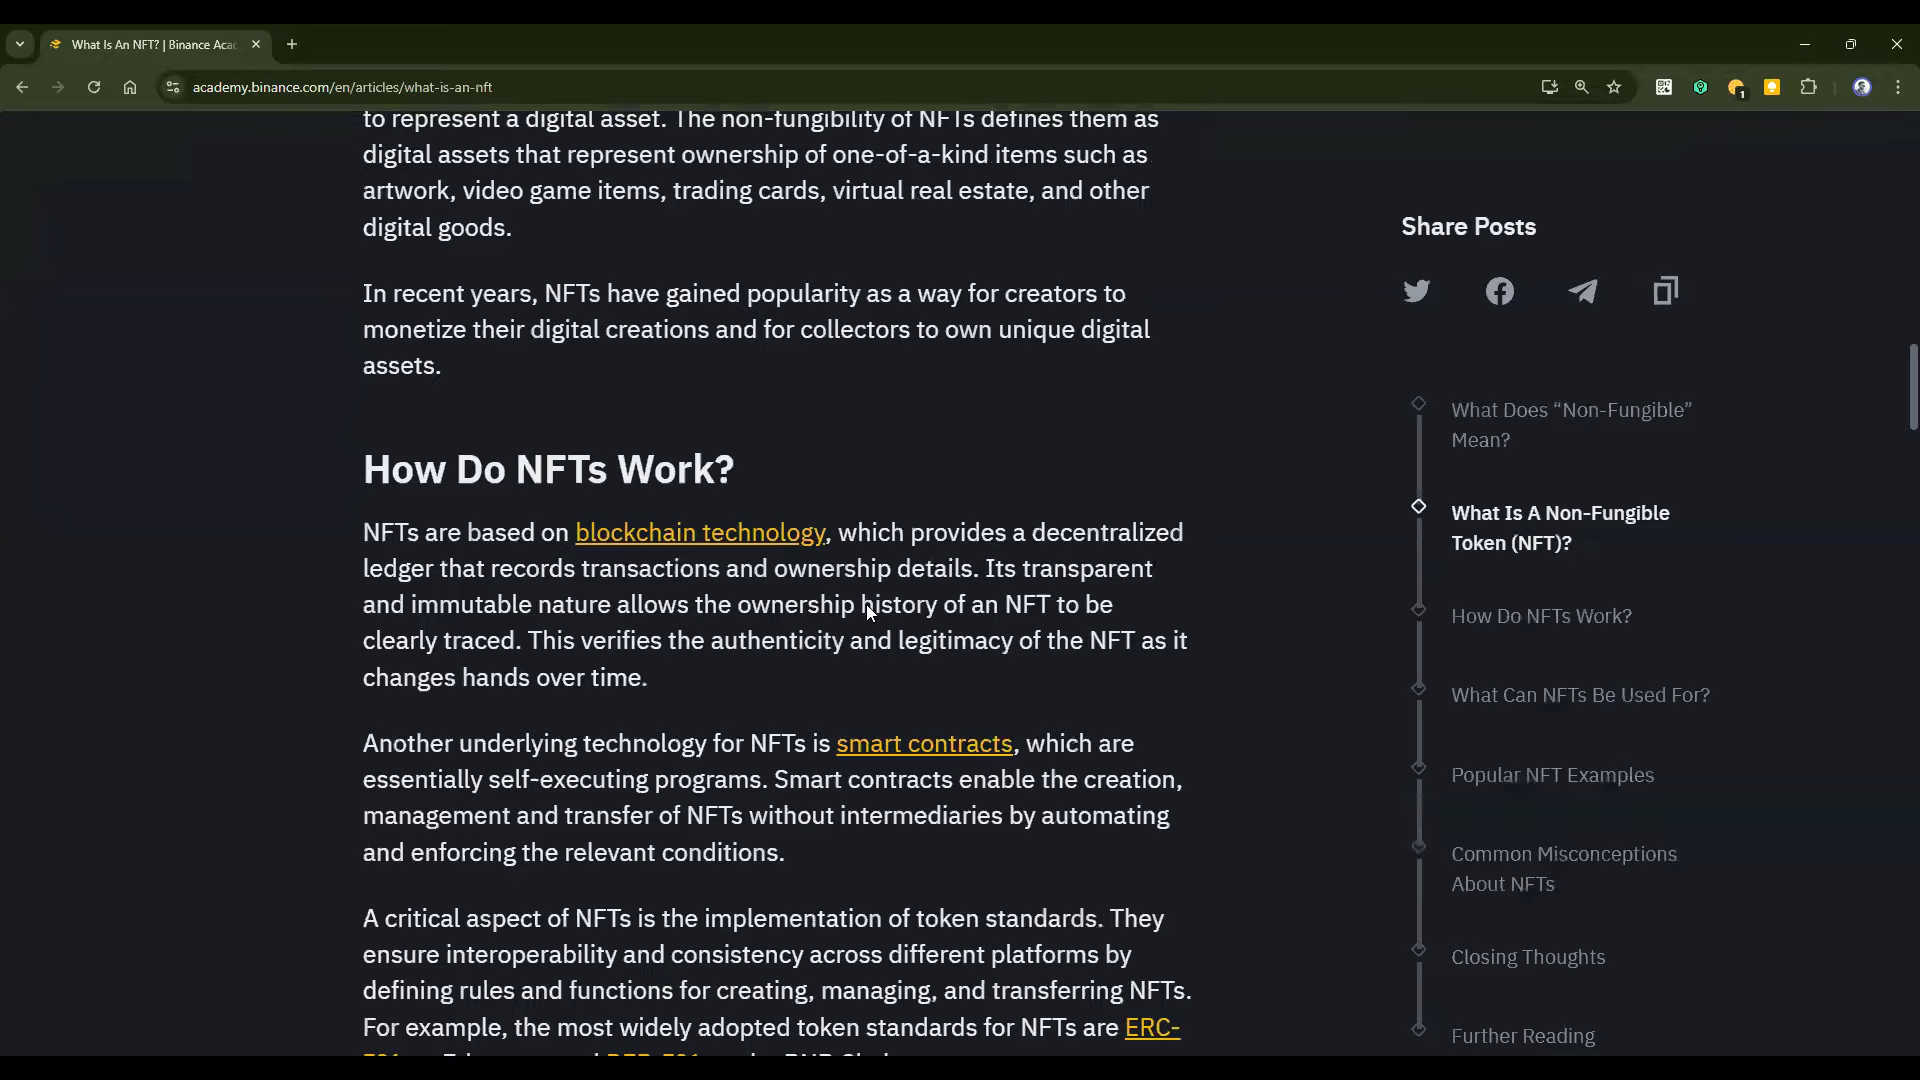 What Is An NFT? | Binance Aca
academy.binance.com/en/articles/what-is-an-nft
1
to represent a digital asset. The non-fungibility of NFTs defines them as
digital assets that represent ownership of one-of-a-kind items such as
artwork, video game items, trading cards, virtual real estate, and other
digital goods.
In recent years, NFTs have gained popularity as a way for creators to
monetize their digital creations and for collectors to own unique digital
assets.
How Do NFTs Work?
NFTs are based on blockchain technology, which provides a decentralized
ledger that records transactions and ownership details. Its transparent
and immutable nature allows the ownership history of an NFT to be
clearly traced. This verifies the authenticity and legitimacy of the NFT as it
changes hands over time.
Another underlying technology for NFTs is smart contracts, which are
essentially self-executing programs. Smart contracts enable the creation,
management and transfer of NFTs without intermediaries by automating
and enforcing the relevant conditions.
A critical aspect of NFTs is the implementation of token standards. They
ensure interoperability and consistency across different platforms by
defining rules and functions for creating, managing, and transferring NFTs.
For example, the most widely adopted token standards for NFTs are ERC-
Share Posts
What Does “Non-Fungible”
Mean?
What Is A Non-Fungible
Token (NFT)?
How Do NFTs Work?
What Can NFTs Be Used For?
Popular NFT Examples
Common Misconceptions
About NFTs
Closing Thoughts
Further Reading